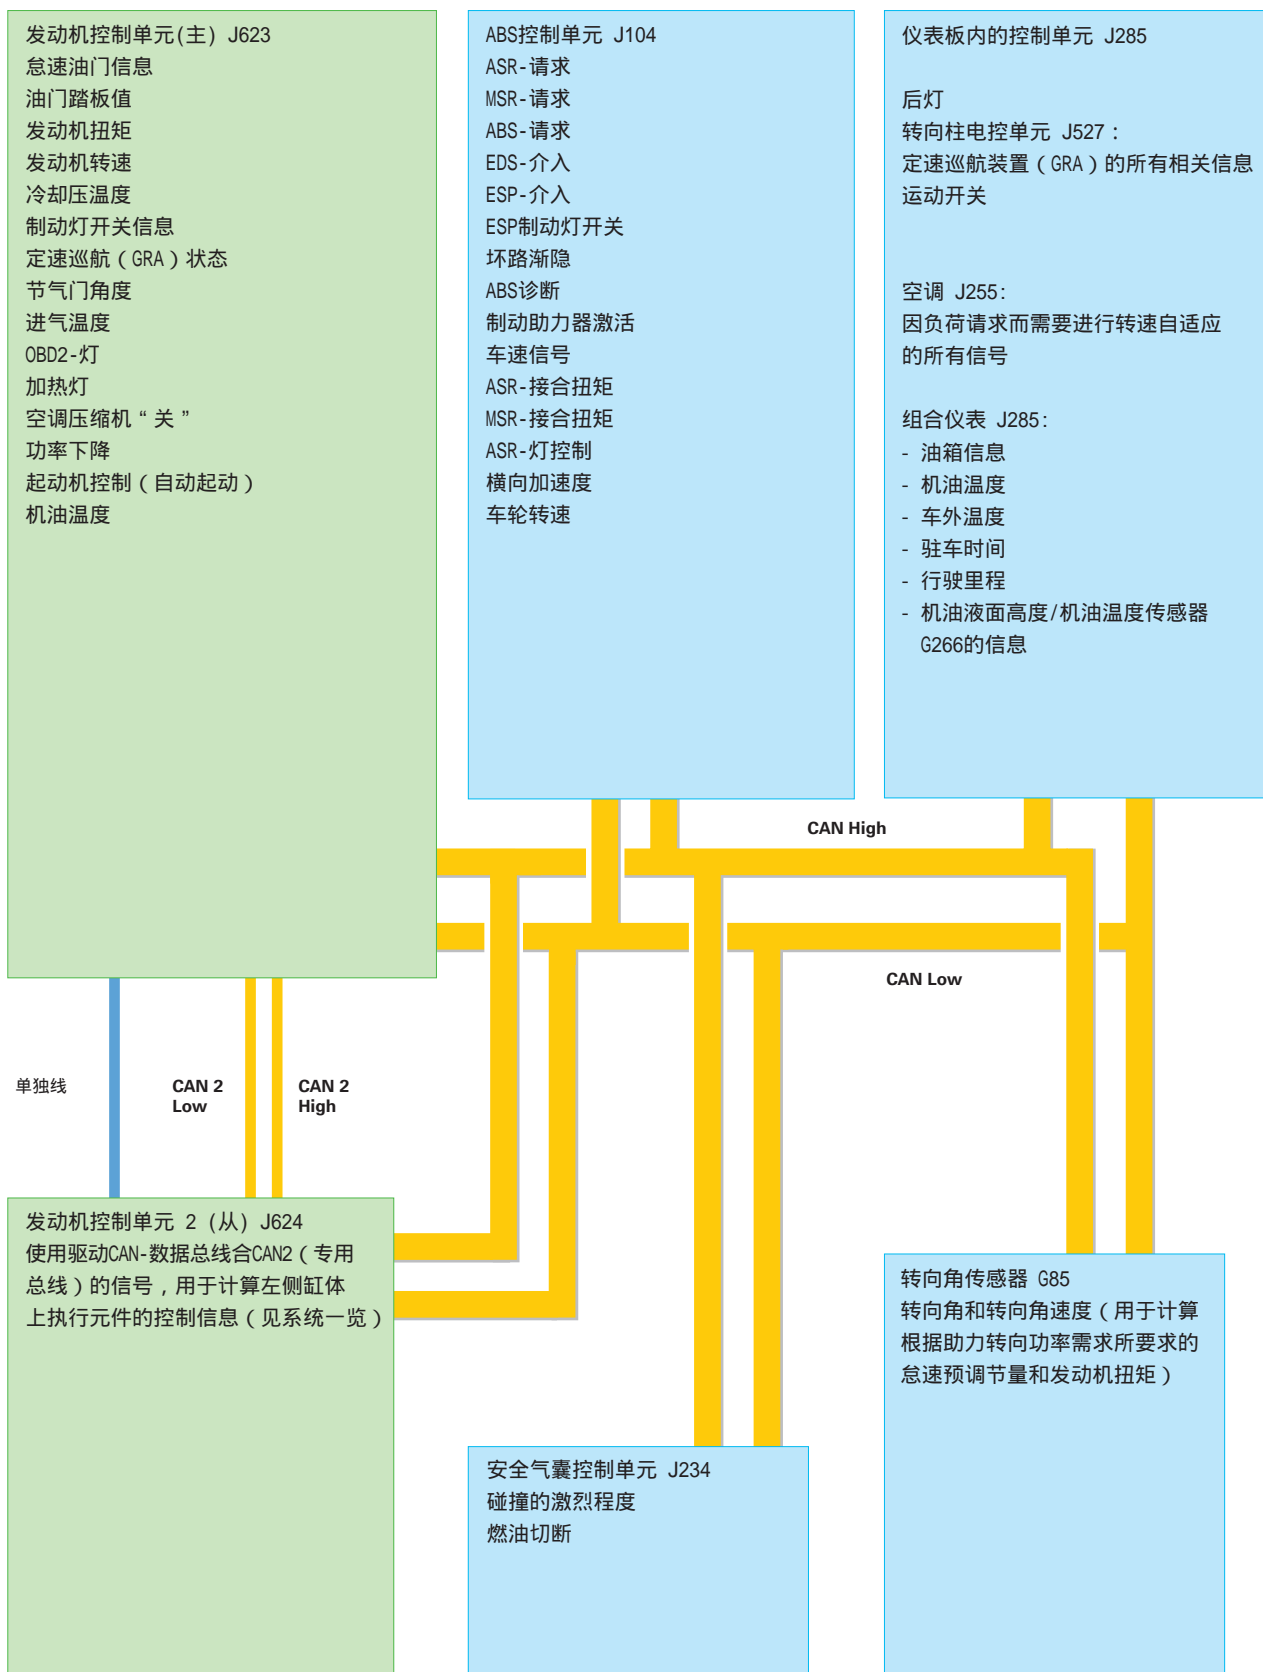 发动机控制单元(主) J623
怠速油门信息
油门踏板值
发动机扭矩
发动机转速
冷却压温度
制动灯开关信息
定速巡航（GRA）状态
节气门角度
进气温度
OBD2-灯
加热灯
空调压缩机“关”
功率下降
起动机控制（自动起动）
机油温度
ABS控制单元 J104
ASR-请求
MSR-请求
ABS-请求
EDS-介入
ESP-介入
ESP制动灯开关
坏路渐隐
ABS诊断
制动助力器激活
车速信号
ASR-接合扭矩
MSR-接合扭矩
ASR-灯控制
横向加速度
车轮转速
仪表板内的控制单元 J285
后灯
转向柱电控单元 J527：
定速巡航装置（GRA）的所有相关信息
运动开关
空调 J255:
因负荷请求而需要进行转速自适应
的所有信号
组合仪表 J285:
- 油箱信息
- 机油温度
- 车外温度
- 驻车时间
- 行驶里程
- 机油液面高度/机油温度传感器
G266的信息
CAN High
CAN Low
单独线
CAN 2
Low
CAN 2
High
发动机控制单元 2 (从) J624
使用驱动CAN-数据总线合CAN2（专用
总线）的信号，用于计算左侧缸体
上执行元件的控制信息（见系统一览）
安全气囊控制单元 J234
碰撞的激烈程度
燃油切断
转向角传感器 G85
转向角和转向角速度（用于计算
根据助力转向功率需求所要求的
怠速预调节量和发动机扭矩）